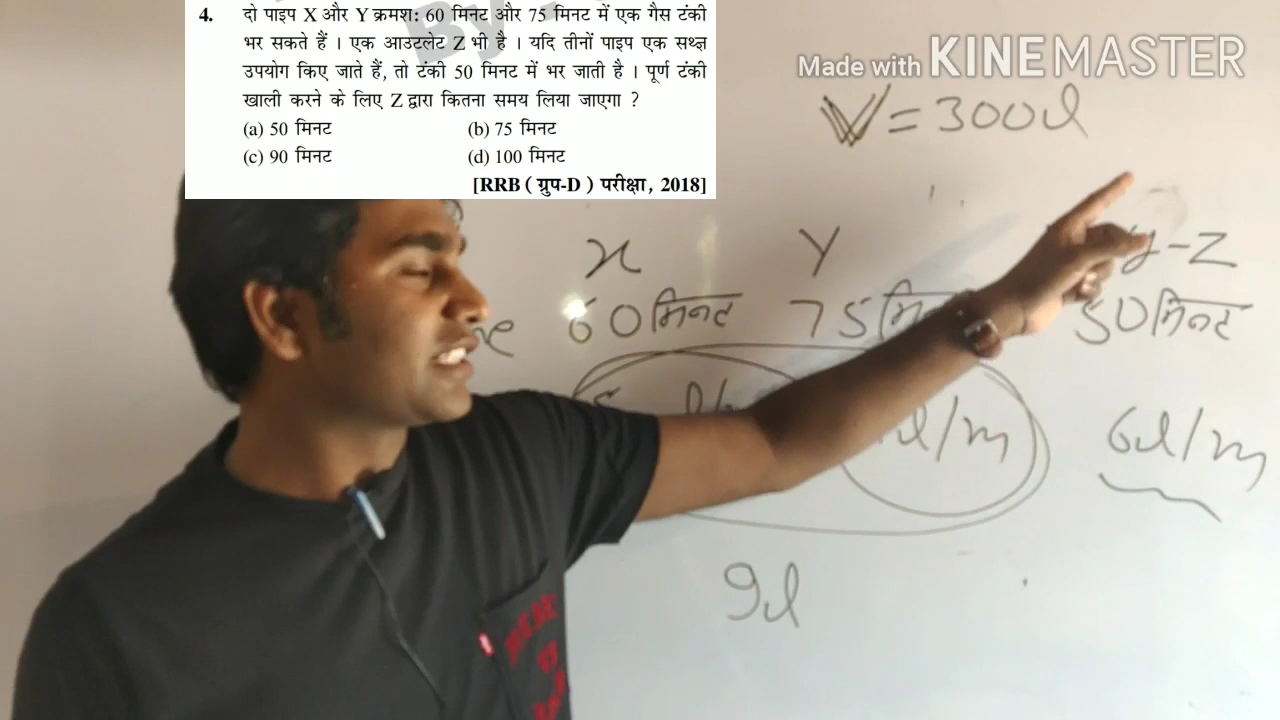 4. दो पाइप X और Y क्रमश: 60 मिनट और 75 मिनट में एक गैस टंकी
भर सकते हैं । एक आउटलेट Z भी है । यदि तीनों पाइप एक सथ्ज्ञ
उपयोग किए जाते हैं, तो टंकी 50 मिनट में भर जाती है । पूर्ण टंकी
खाली करने के लिए Z द्वारा कितना समय लिया जाएगा ?
(a) 50 मिनट (b) 75 मिनट
(c) 90 मिनट (d) 100 मिनट
[RRB ( ग्रुप-D ) परीक्षा, 2018]
Made with KINEMASTER
V = 300l
x Y y-Z
60मिनट 75 50मिनट
l/m 6l/m
9l